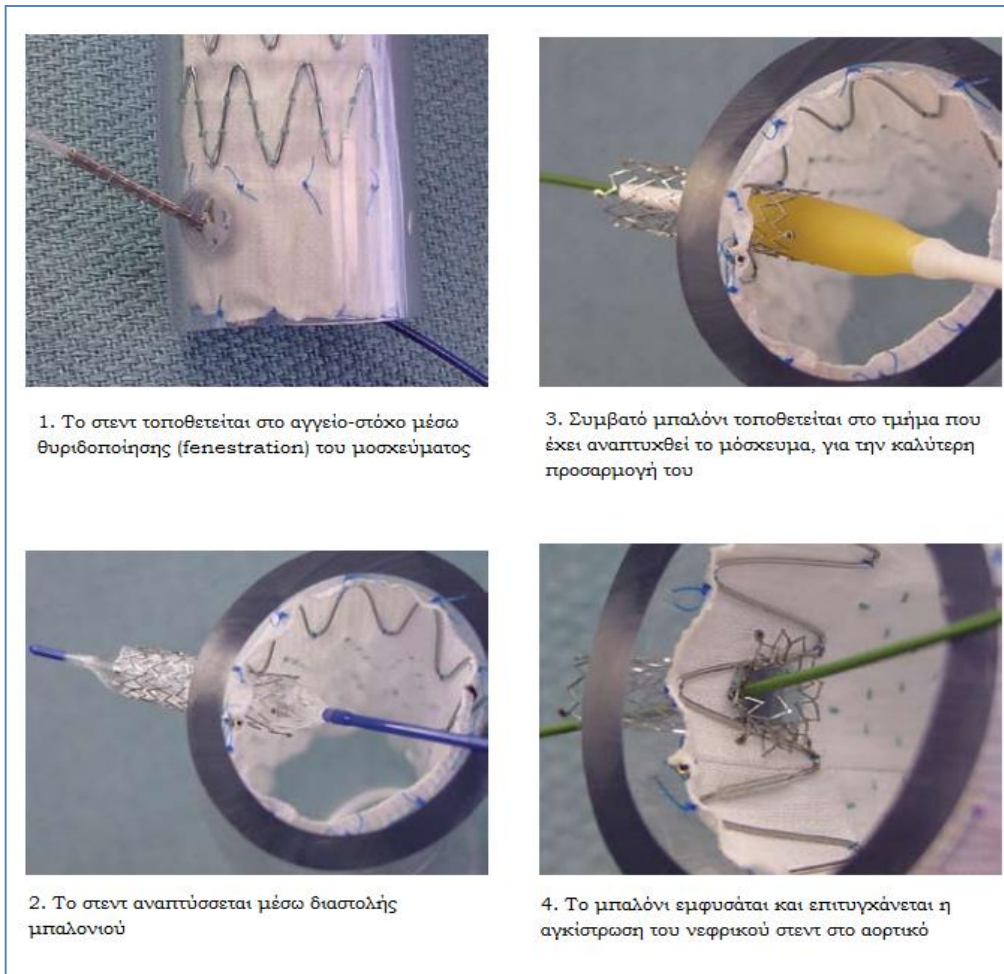 1. Το στεντ τοποθετείται στο αγγείο-στόχο μέσω
θυριδοποίησης (fenestration) του μοσχεύματος
3. Συμβατό μπαλόνι τοποθετείται στο τμήμα που
έχει αναπτυχθεί το μόσχευμα, για την καλύτερη
προσαρμογή του
2. Το στεντ αναπτύσσεται μέσω διαστολής
μπαλονιού
4. Το μπαλόνι εμφυσάται και επιτυγχάνεται η
αγκίστρωση του νεφρικού στεντ στο αορτικό